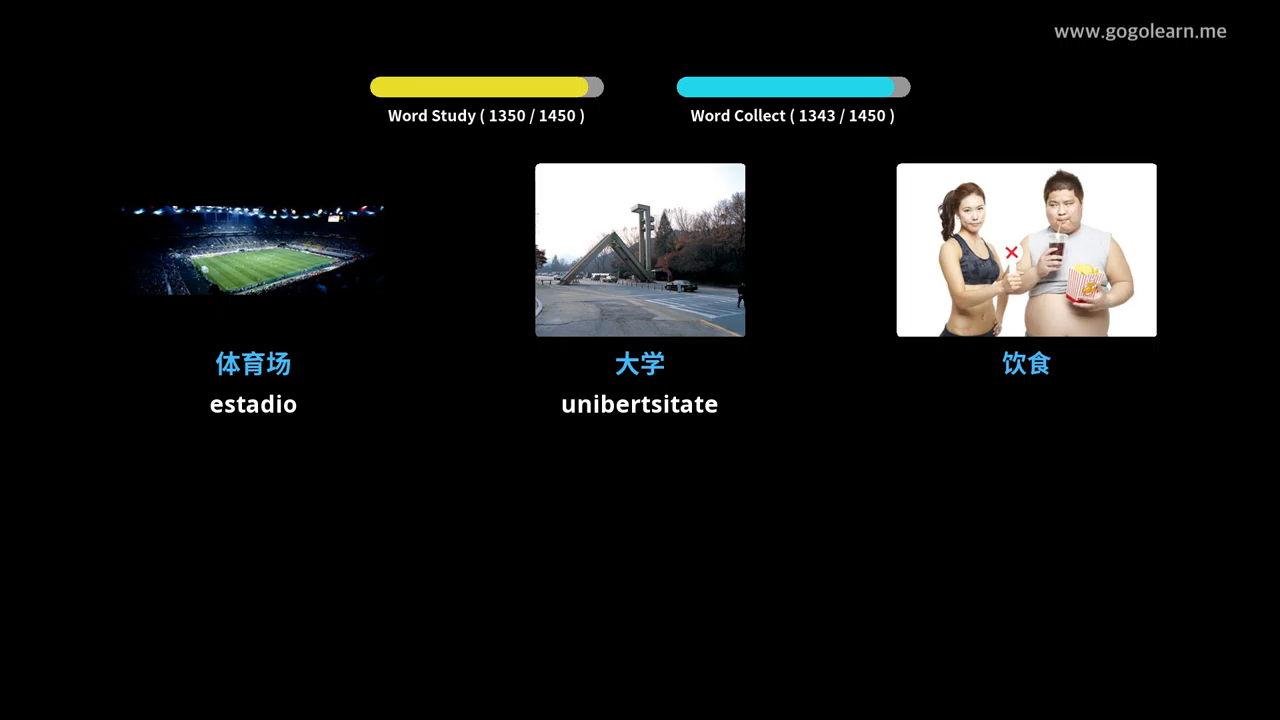 www.gogolearn.me
Word Study ( 1350 / 1450 )
Word Collect ( 1343 / 1450 )
体育场
大学
饮食
estadio
unibertsitate